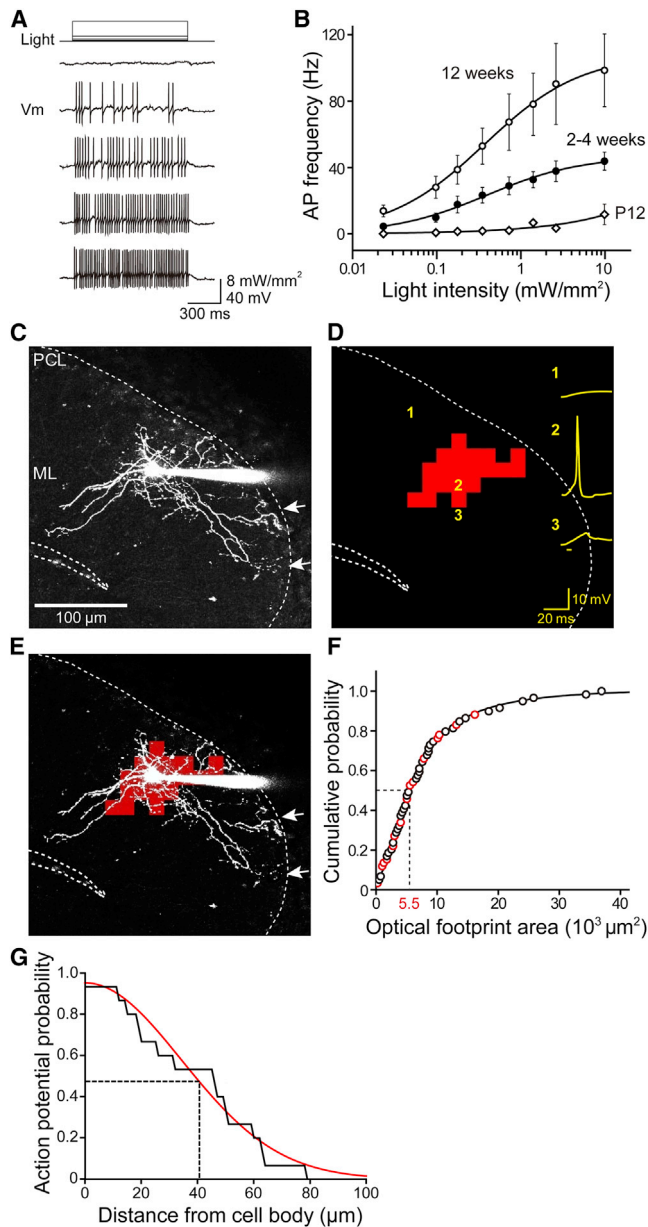 A
Light
Vm
8 mW/mm²
40 mV
300 ms
B
AP frequency (Hz)
120
80
40
0
12 weeks
2-4 weeks
P12
0.01 0.1 1 10
Light intensity (mW/mm²)
C
PCL
ML
100 µm
D
1
2
3
1
2
3
10 mV
20 ms
E
F
Cumulative probability
1.0
0.8
0.6
0.4
0.2
0
0 5.5 10 20 30 40
Optical footprint area (10³ µm²)
G
Action potential probability
1.0
0.8
0.6
0.4
0.2
0
0 20 40 60 80 100
Distance from cell body (µm)